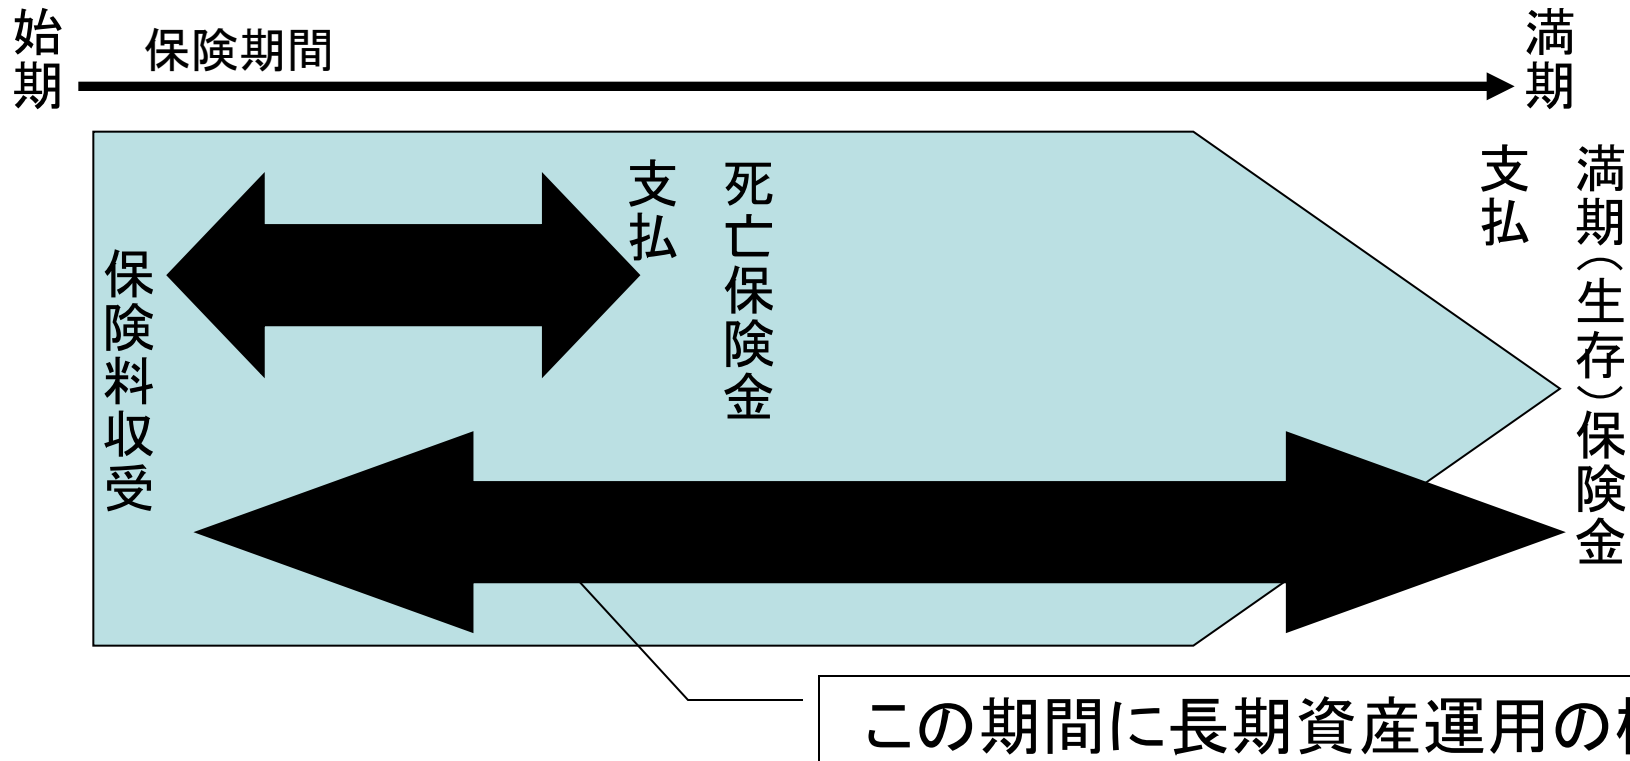 始期
保険期間
満期
保険料収受
死亡保険金
支払
満期(生存)保険金
支払
この期間に長期資産運用の